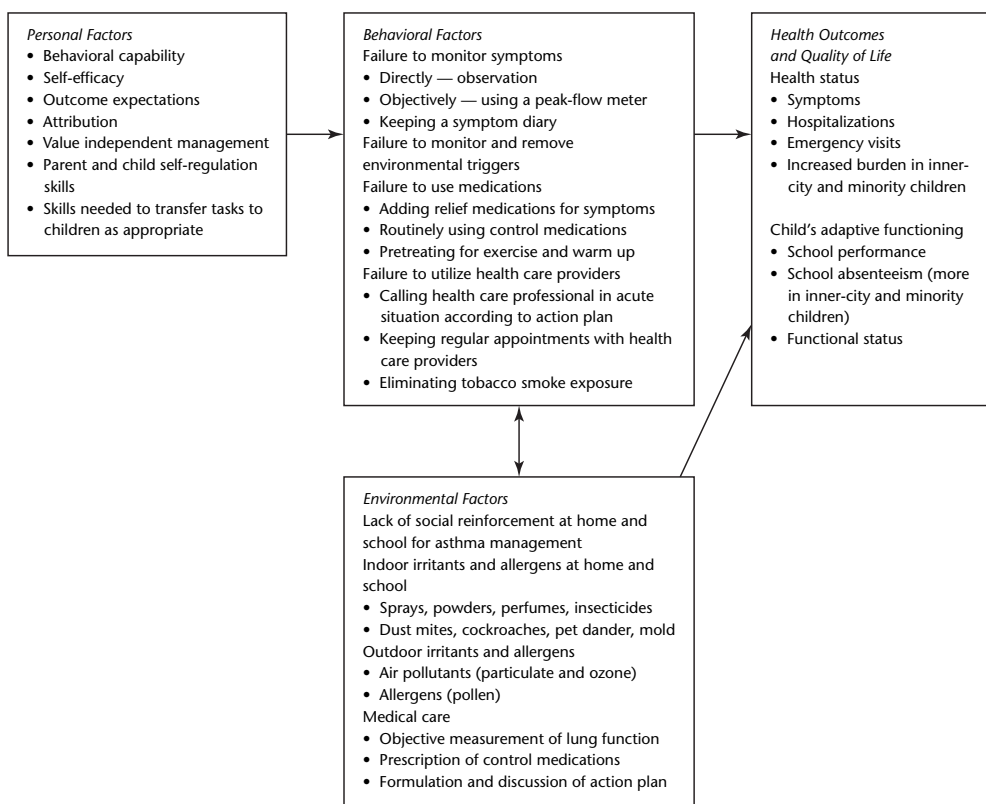 Personal Factors
• Behavioral capability
• Self-efficacy
• Outcome expectations
• Attribution
• Value independent management
• Parent and child self-regulation
skills
• Skills needed to transfer tasks to
children as appropriate
Behavioral Factors
Failure to monitor symptoms
• Directly — observation
• Objectively — using a peak-flow meter
• Keeping a symptom diary
Failure to monitor and remove
environmental triggers
Failure to use medications
• Adding relief medications for symptoms
• Routinely using control medications
• Pretreating for exercise and warm up
Failure to utilize health care providers
• Calling health care professional in acute
situation according to action plan
• Keeping regular appointments with health
care providers
• Eliminating tobacco smoke exposure
Health Outcomes
and Quality of Life
Health status
• Symptoms
• Hospitalizations
• Emergency visits
• Increased burden in inner-
city and minority children
Child’s adaptive functioning
• School performance
• School absenteeism (more
in inner-city and minority
children)
• Functional status
Environmental Factors
Lack of social reinforcement at home and
school for asthma management
Indoor irritants and allergens at home and
school
• Sprays, powders, perfumes, insecticides
• Dust mites, cockroaches, pet dander, mold
Outdoor irritants and allergens
• Air pollutants (particulate and ozone)
• Allergens (pollen)
Medical care
• Objective measurement of lung function
• Prescription of control medications
• Formulation and discussion of action plan